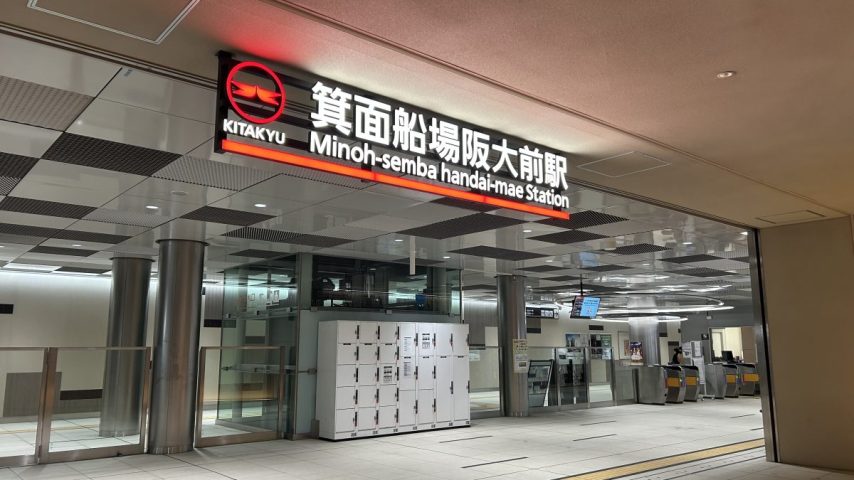 KITAKYU
箕面船場阪大前駅
Minoh-semba handai-mae Station